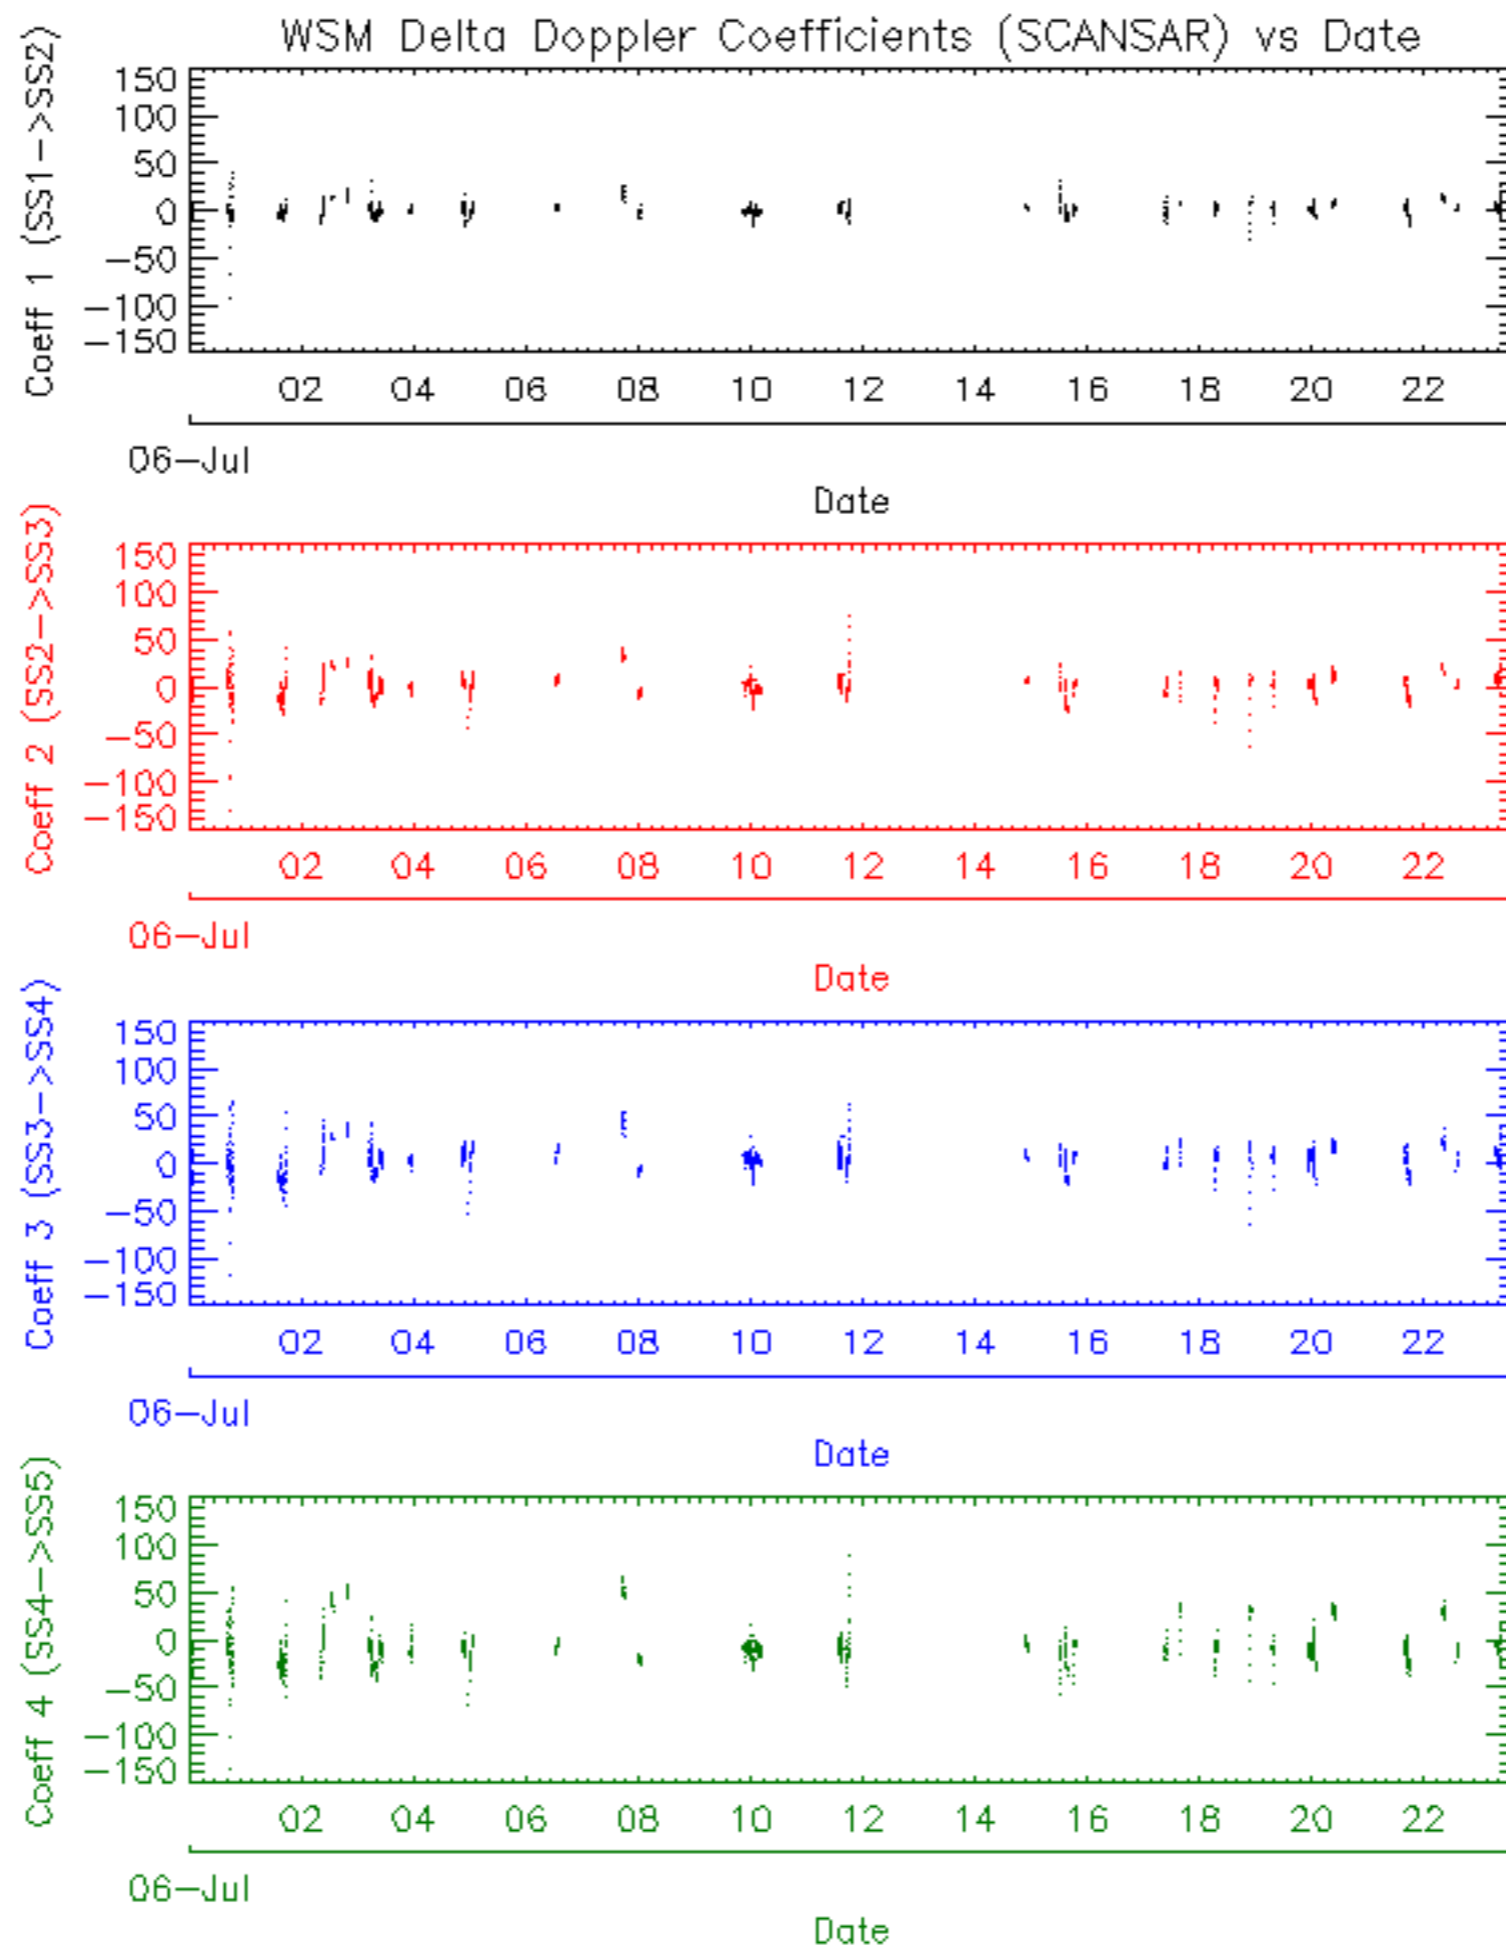 WSM Delta Doppler Coefficients (SCANSAR) vs Date
Coeff 1 (SS1->SS2)
150
100
50
0
-50
-100
-150
02 04 06 08 10 12 14 16 18 20 22
06-Jul
Date
Coeff 2 (SS2->SS3)
150
100
50
0
-50
-100
-150
02 04 06 08 10 12 14 16 18 20 22
06-Jul
Date
Coeff 3 (SS3->SS4)
150
100
50
0
-50
-100
-150
02 04 06 08 10 12 14 16 18 20 22
06-Jul
Date
Coeff 4 (SS4->SS5)
150
100
50
0
-50
-100
-150
02 04 06 08 10 12 14 16 18 20 22
06-Jul
Date